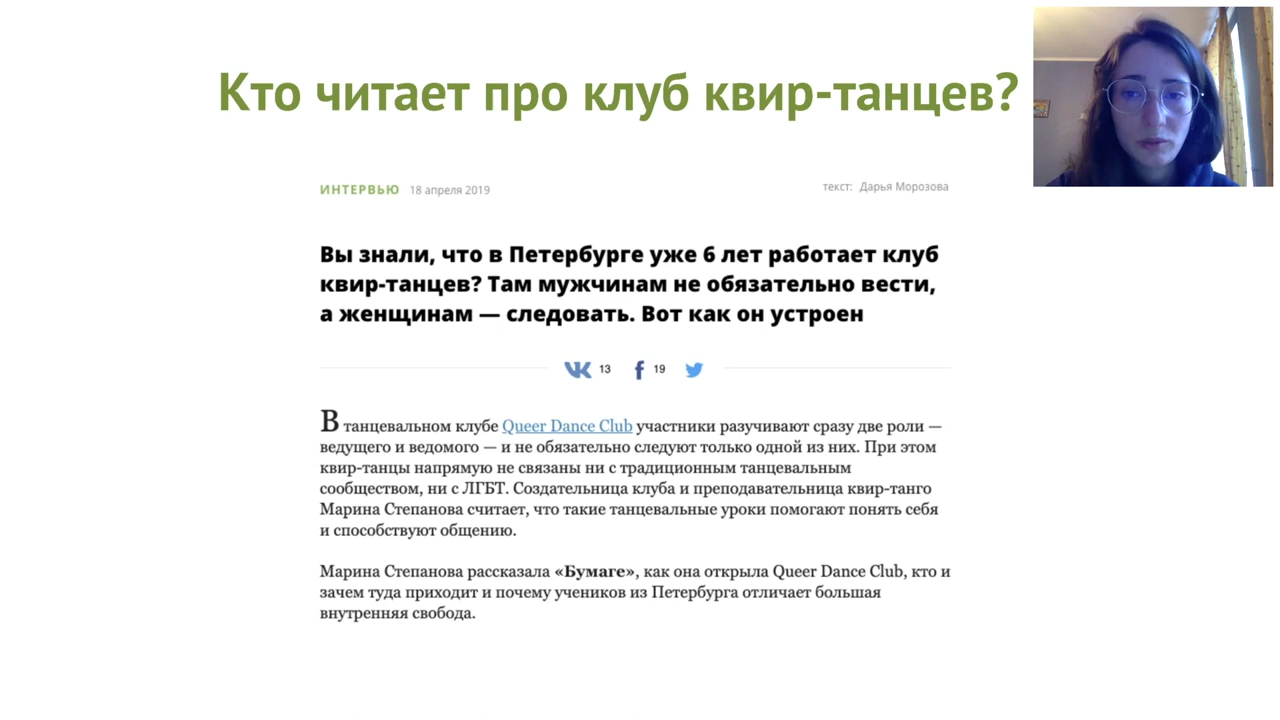 Кто читает про клуб квир-танцев?
ИНТЕРВЬЮ 18 апреля 2019
текст: Дарья Морозова
Вы знали, что в Петербурге уже 6 лет работает клуб
квир-танцев? Там мужчинам не обязательно вести,
а женщинам — следовать. Вот как он устроен
13 19
В танцевальном клубе Queer Dance Club участники разучивают сразу две роли —
ведущего и ведомого — и не обязательно следуют только одной из них. При этом
квир-танцы напрямую не связаны ни с традиционным танцевальным
сообществом, ни с ЛГБТ. Создательница клуба и преподавательница квир-танго
Марина Степанова считает, что такие танцевальные уроки помогают понять себя
и способствуют общению.
Марина Степанова рассказала «Бумаге», как она открыла Queer Dance Club, кто и
зачем туда приходит и почему учеников из Петербурга отличает большая
внутренняя свобода.